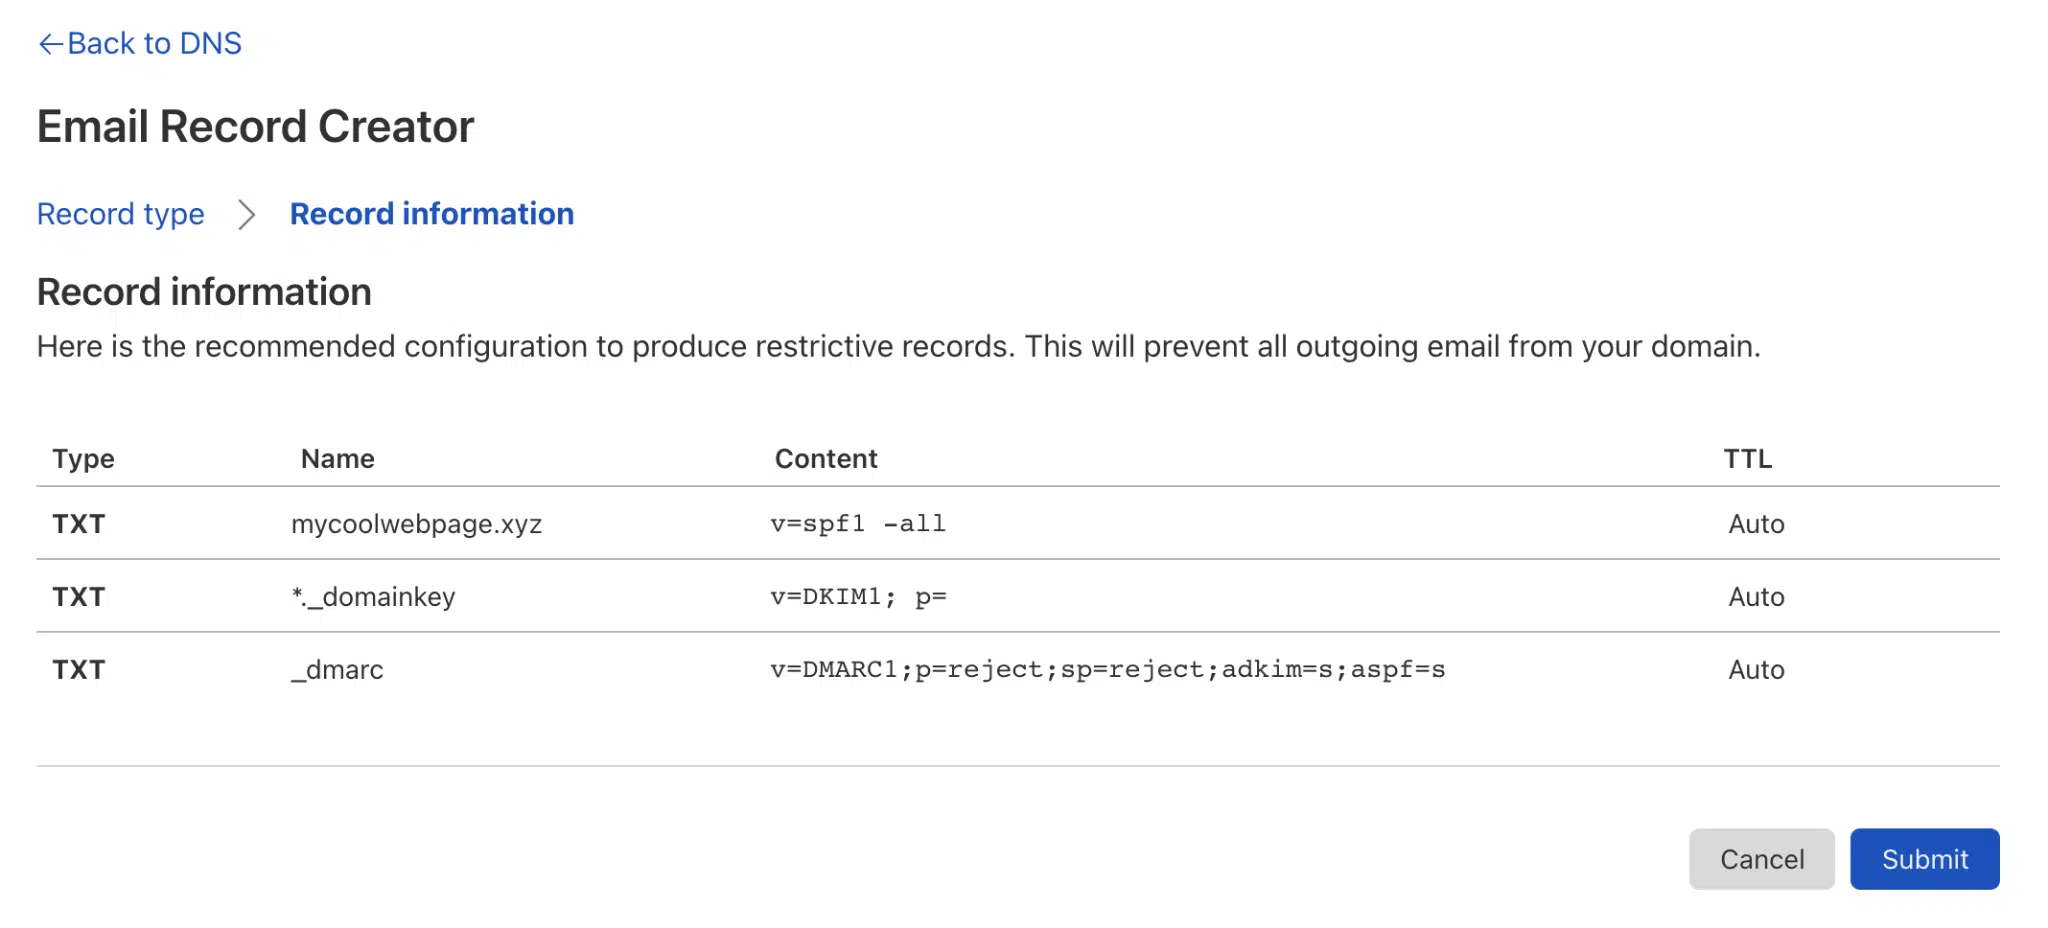 ←Back to DNS
Email Record Creator
Record type > Record information
Record information
Here is the recommended configuration to produce restrictive records. This will prevent all outgoing email from your domain.
Type Name Content TTL
TXT mycoolwebpage.xyz v=spf1 -all Auto
TXT *._domainkey v=DKIM1; p= Auto
TXT _dmarc v=DMARC1;p=reject;sp=reject;adkim=s;aspf=s Auto
Cancel Submit